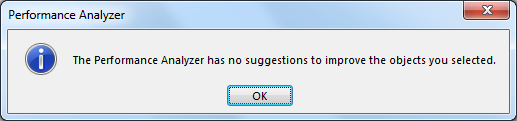 Performance Analyzer
The Performance Analyzer has no suggestions to improve the objects you selected.
OK